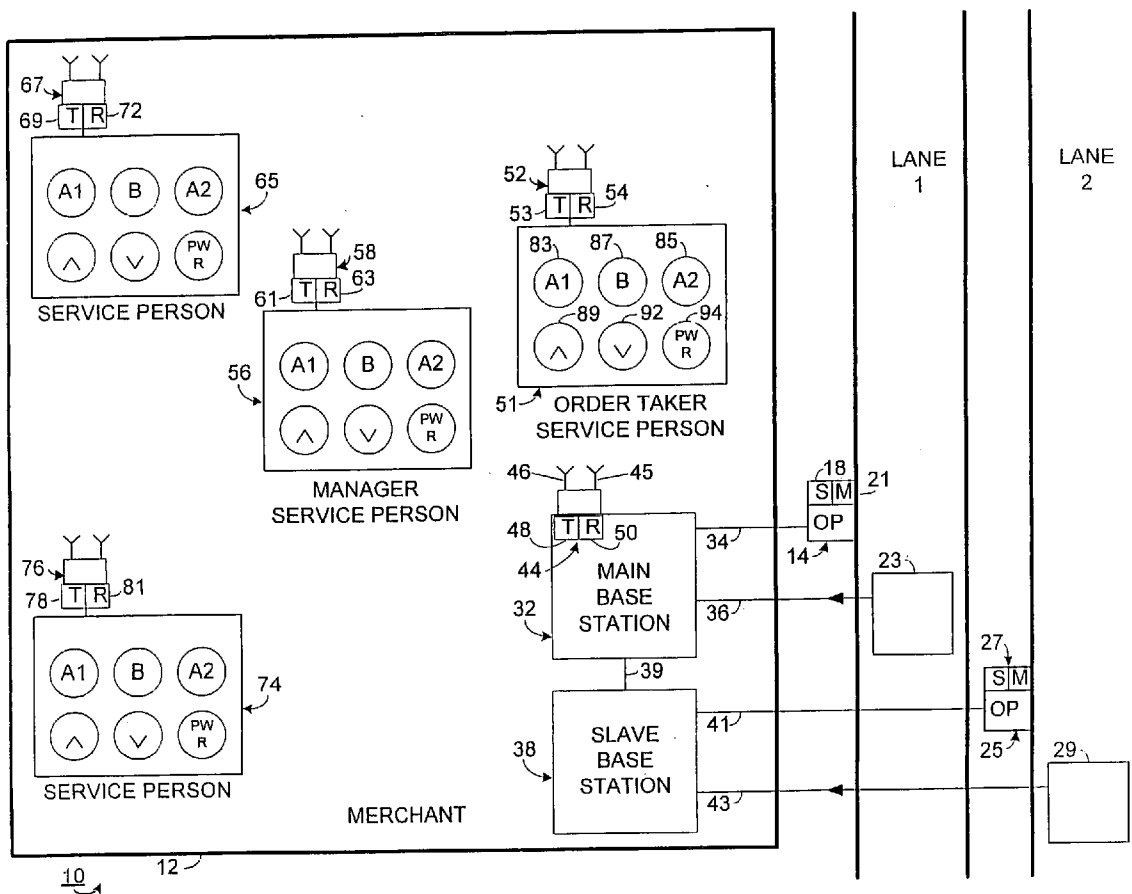 67
T R
69
72
A1 B A2
65
∧ ∨ PW R
SERVICE PERSON
58
T R
61
63
A1 B A2
56
∧ ∨ PW R
MANAGER
SERVICE PERSON
52
T R
53
54
83 87 85
A1 B A2
89 92 94
∧ ∨ PW R
51
ORDER TAKER
SERVICE PERSON
LANE
1
LANE
2
46
45
T R
48
44
50
MAIN
BASE
STATION
32
34
36
18
S M
21
OP
14
23
39
SLAVE
BASE
STATION
38
41
43
27
S M
OP
25
29
76
T R
78
81
A1 B A2
74
∧ ∨ PW R
SERVICE PERSON
MERCHANT
12
10